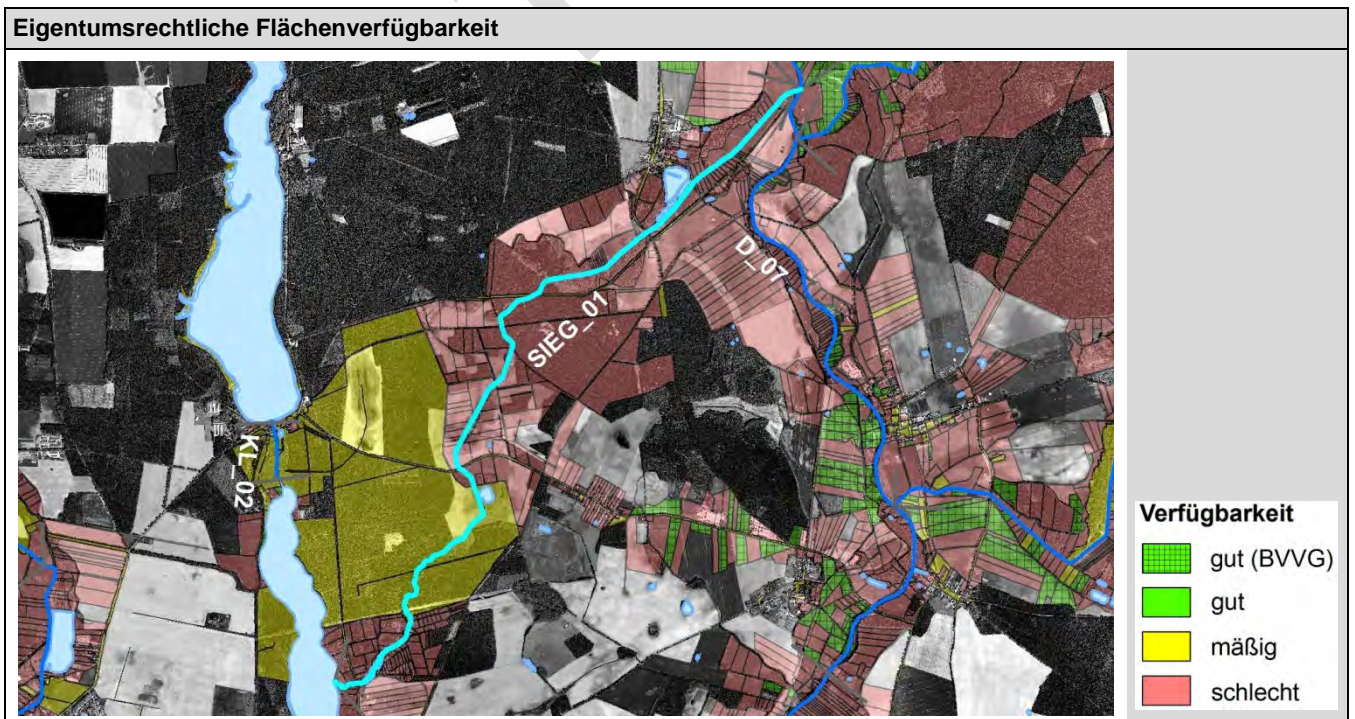 Eigentumsrechtliche Flächenverfügbarkeit
SIEG_01
D_07
KL_02
Verfügbarkeit
gut (BVVG)
gut
mäßig
schlecht